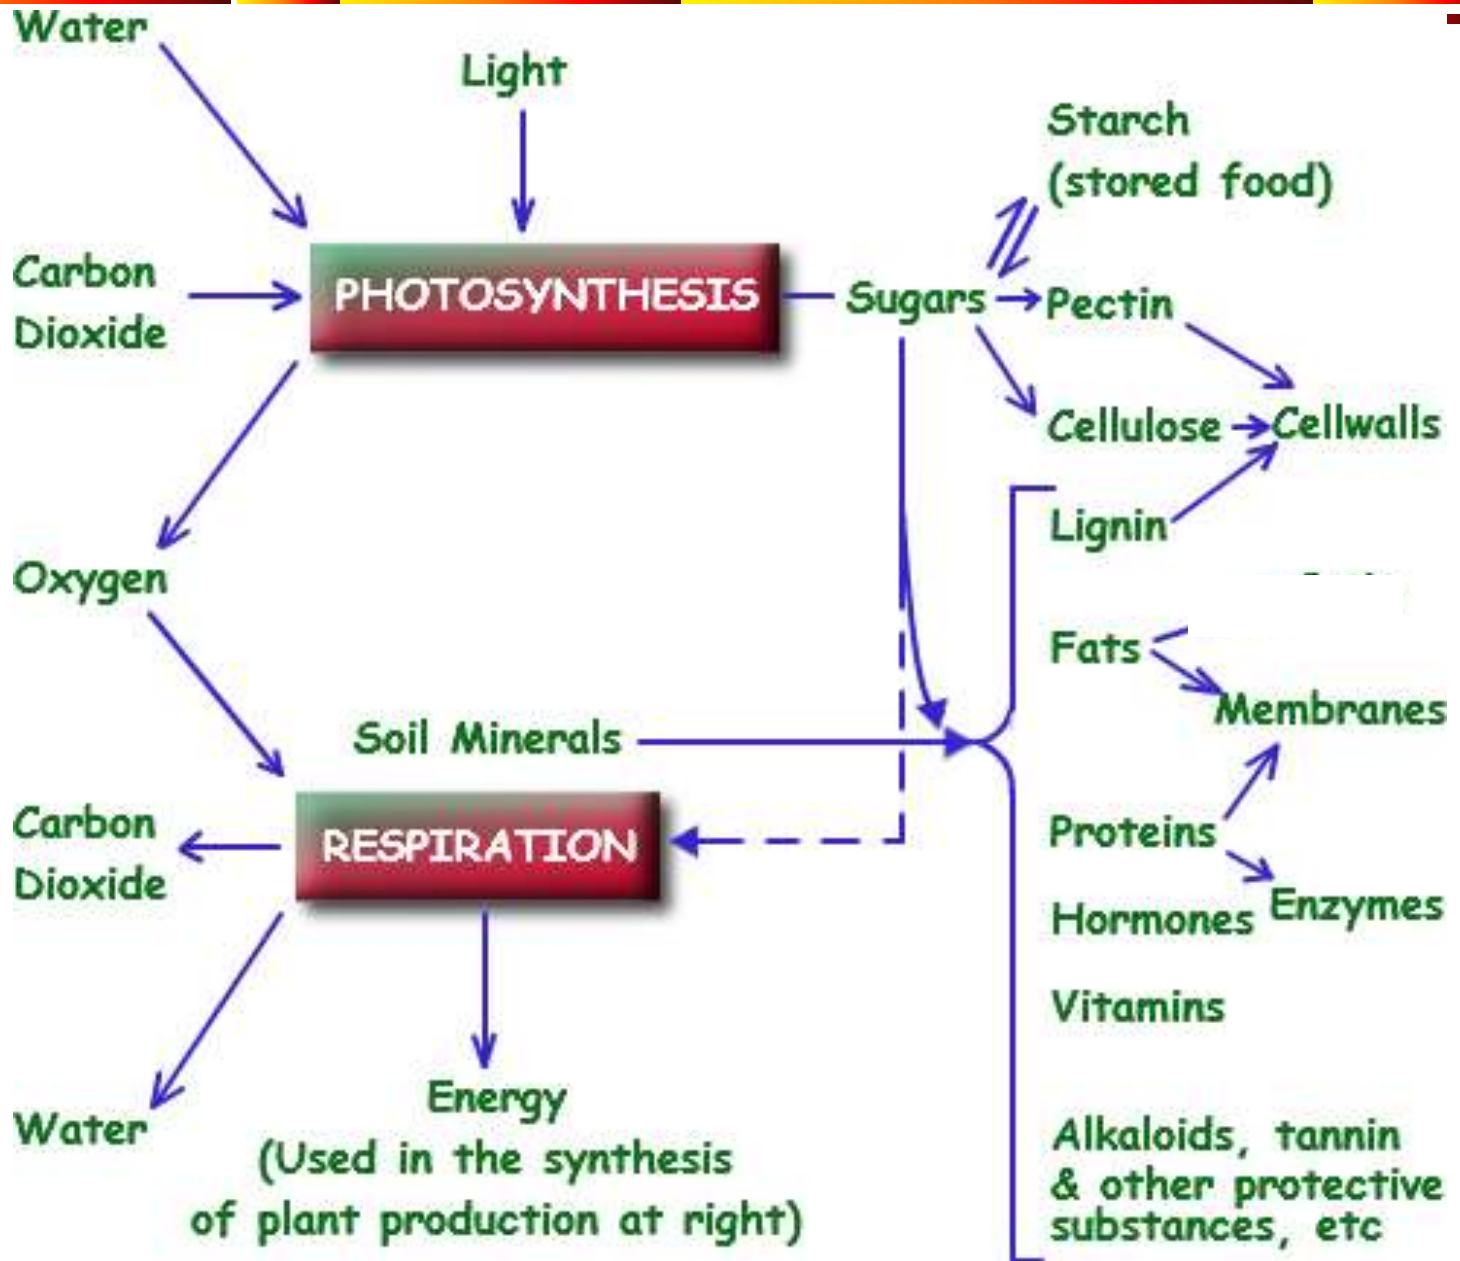 Water
Light
Starch
(stored food)
Carbon
Dioxide
PHOTOSYNTHESIS
Sugars
Pectin
Cellulose
Cellwalls
Lignin
Oxygen
Fats
Membranes
Soil Minerals
Carbon
Dioxide
RESPIRATION
Proteins
Hormones
Enzymes
Vitamins
Water
Energy
(Used in the synthesis
of plant production at right)
Alkaloids, tannin
& other protective
substances, etc